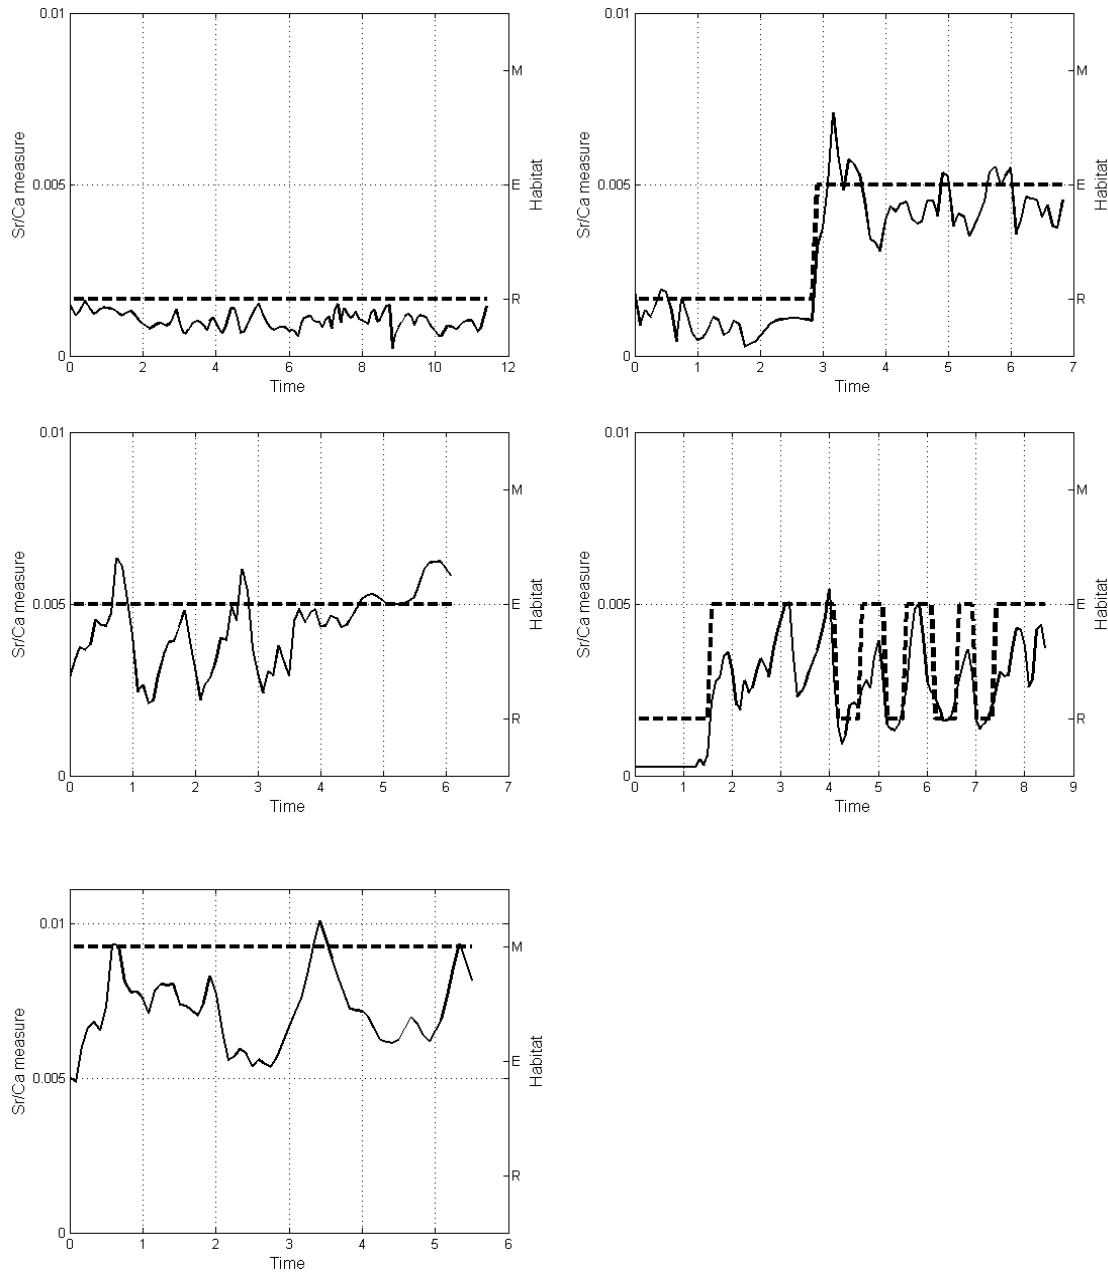 0.01
M
Sr/Ca measure
0.005
E
Habitat
R
0
0 2 4 6 8 10 12
Time
0.01
M
Sr/Ca measure
0.005
E
Habitat
R
0
0 1 2 3 4 5 6 7
Time
0.01
M
Sr/Ca measure
0.005
E
Habitat
R
0
0 1 2 3 4 5 6 7
Time
0.01
M
Sr/Ca measure
0.005
E
Habitat
R
0
0 1 2 3 4 5 6 7 8 9
Time
0.01
M
Sr/Ca measure
E
0.005
Habitat
R
0
0 1 2 3 4 5 6
Time